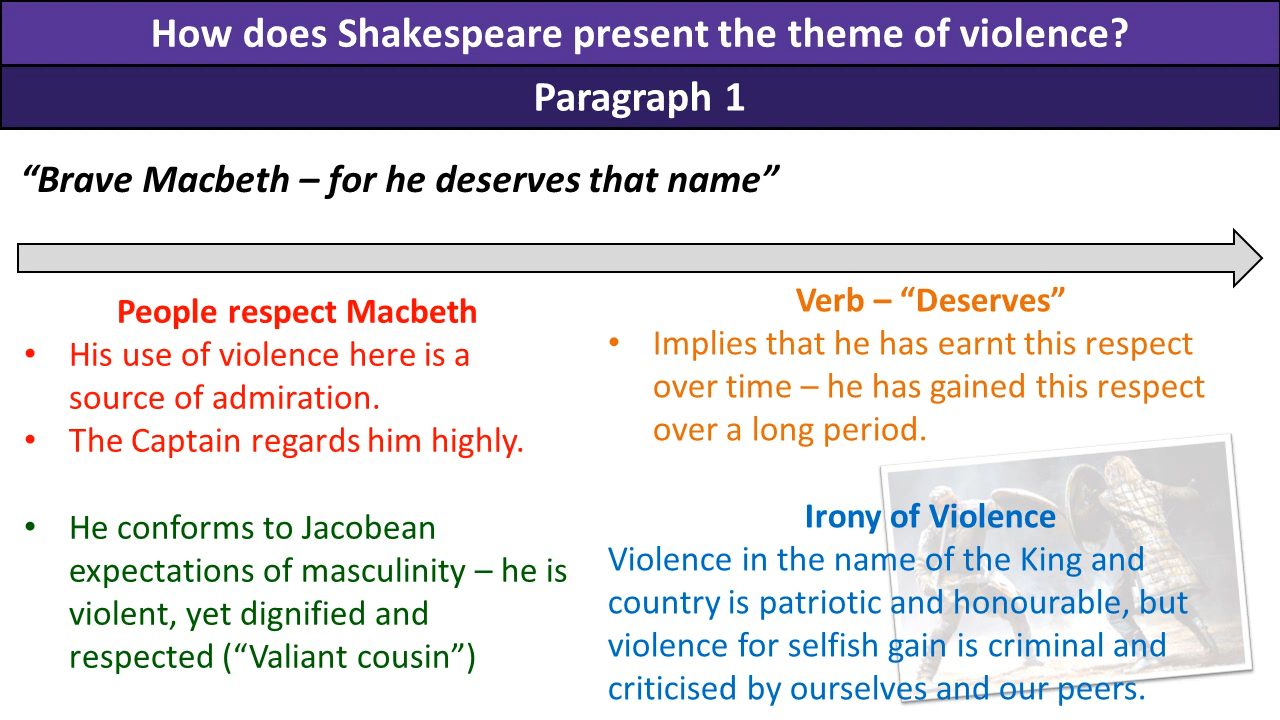 How does Shakespeare present the theme of violence?
Paragraph 1
“Brave Macbeth – for he deserves that name”
People respect Macbeth
• His use of violence here is a
source of admiration.
• The Captain regards him highly.
• He conforms to Jacobean
expectations of masculinity – he is
violent, yet dignified and
respected (“Valiant cousin”)
Verb – “Deserves”
• Implies that he has earnt this respect
over time – he has gained this respect
over a long period.
Irony of Violence
Violence in the name of the King and
country is patriotic and honourable, but
violence for selfish gain is criminal and
criticised by ourselves and our peers.